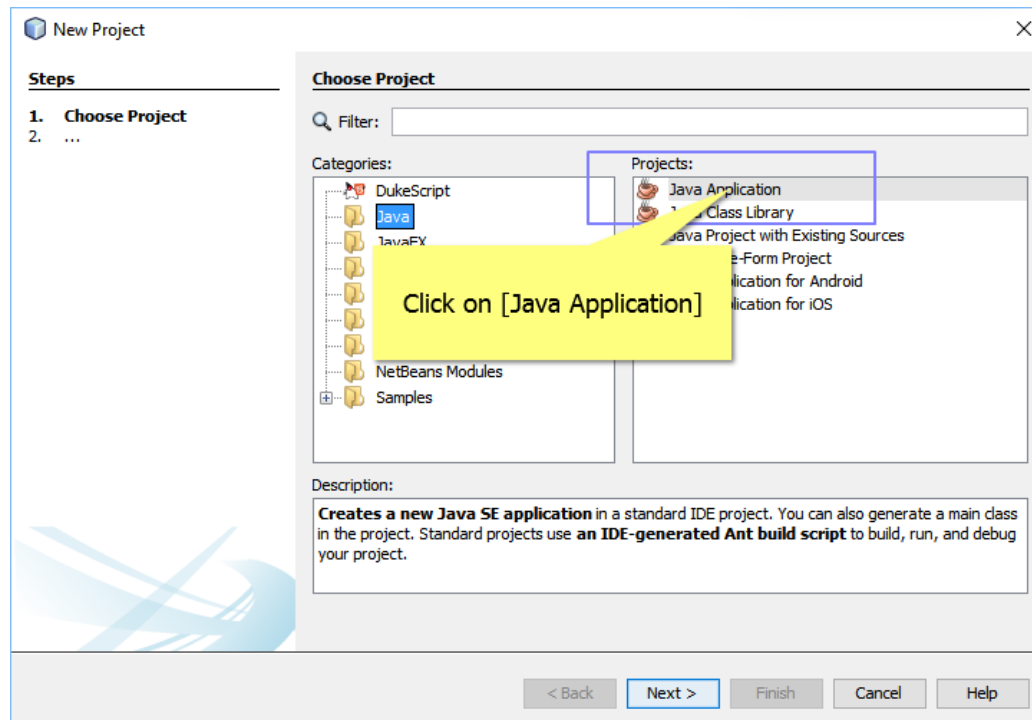 New Project
Steps
1. Choose Project
2. ...
Choose Project
Filter:
Categories:
DukeScript
Java
JavaFX
NetBeans Modules
Samples
Projects:
Java Application
Class Library
Java Project with Existing Sources
e-Form Project
lication for Android
lication for iOS
Click on [Java Application]
Description:
Creates a new Java SE application in a standard IDE project. You can also generate a main class
in the project. Standard projects use an IDE-generated Ant build script to build, run, and debug
your project.
< Back
Next >
Finish
Cancel
Help